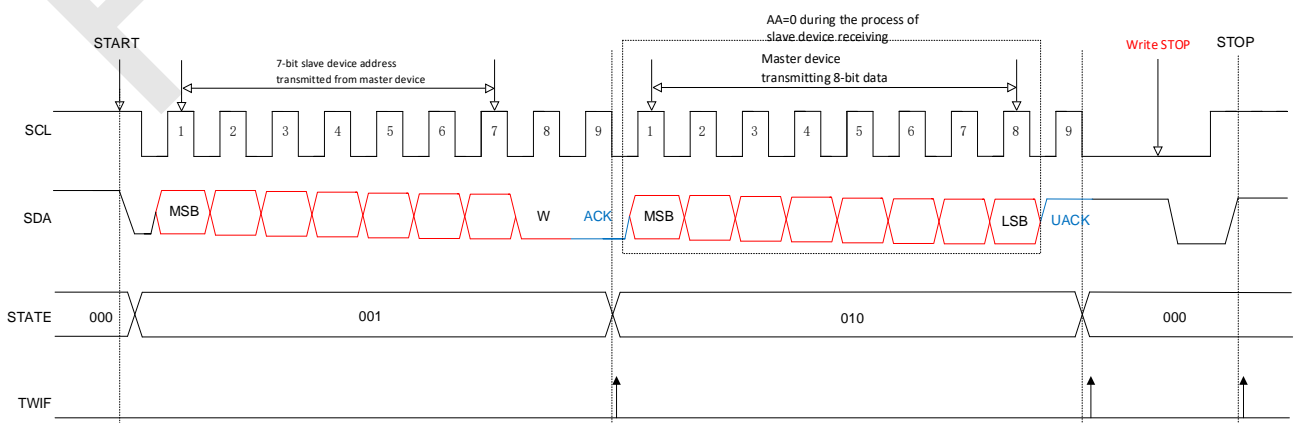 AA=0 during the process of
slave device receiving
START
7-bit slave device address
transmitted from master device
Master device
transmitting 8-bit data
Write STOP
STOP
SCL
1 2 3 4 5 6 7 8 9 1 2 3 4 5 6 7 8 9
SDA
MSB W ACK MSB LSB UACK
STATE
000 001 010 000
TWIF